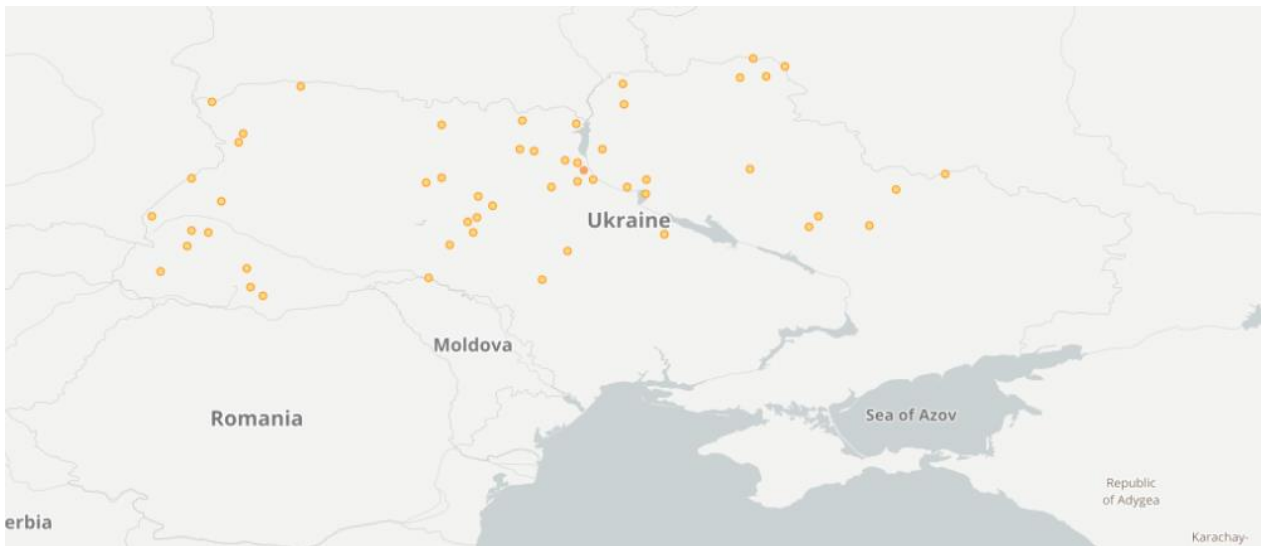 Ukraine
Moldova
Romania
Sea of Azov
Republic
of Adygea
erbia
Karachay-